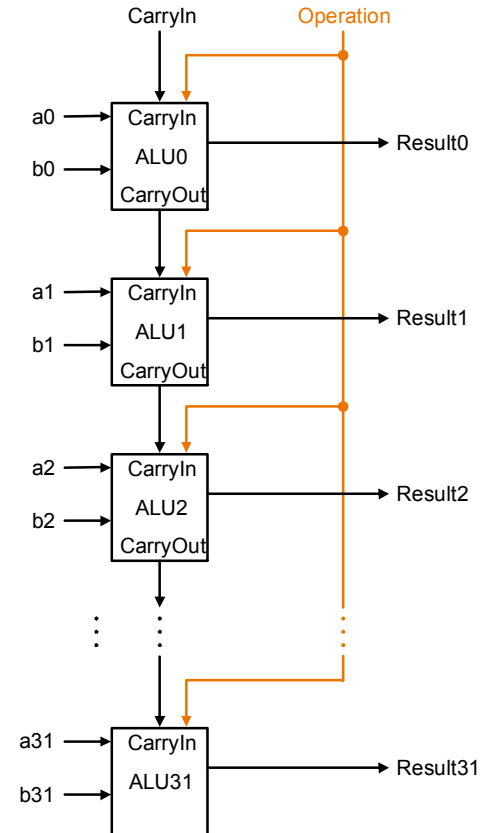 CarryIn Operation
a0 CarryIn
ALU0 Result0
b0
CarryOut
a1 CarryIn
ALU1 Result1
b1
CarryOut
a2 CarryIn
ALU2 Result2
b2
CarryOut
a31 CarryIn
ALU31 Result31
b31